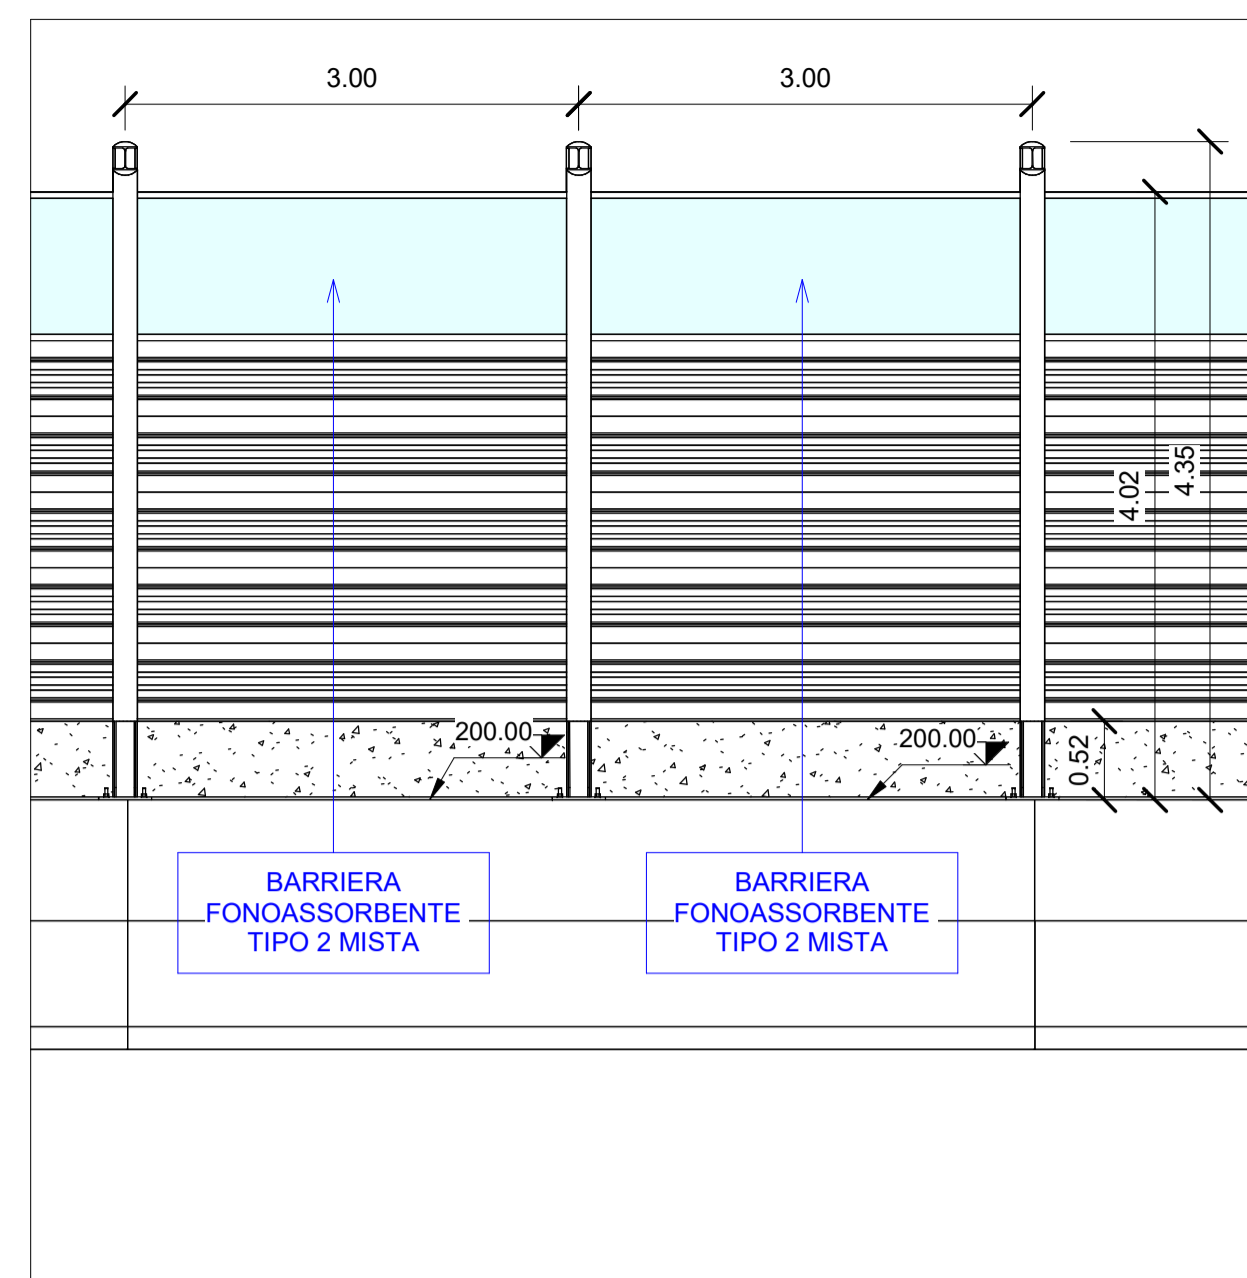 3.00
3.00
4.02
4.35
200.00
200.00
0.52
BARRIERA
FONOASSORBENTE
TIPO 2 MISTA
BARRIERA
FONOASSORBENTE
TIPO 2 MISTA